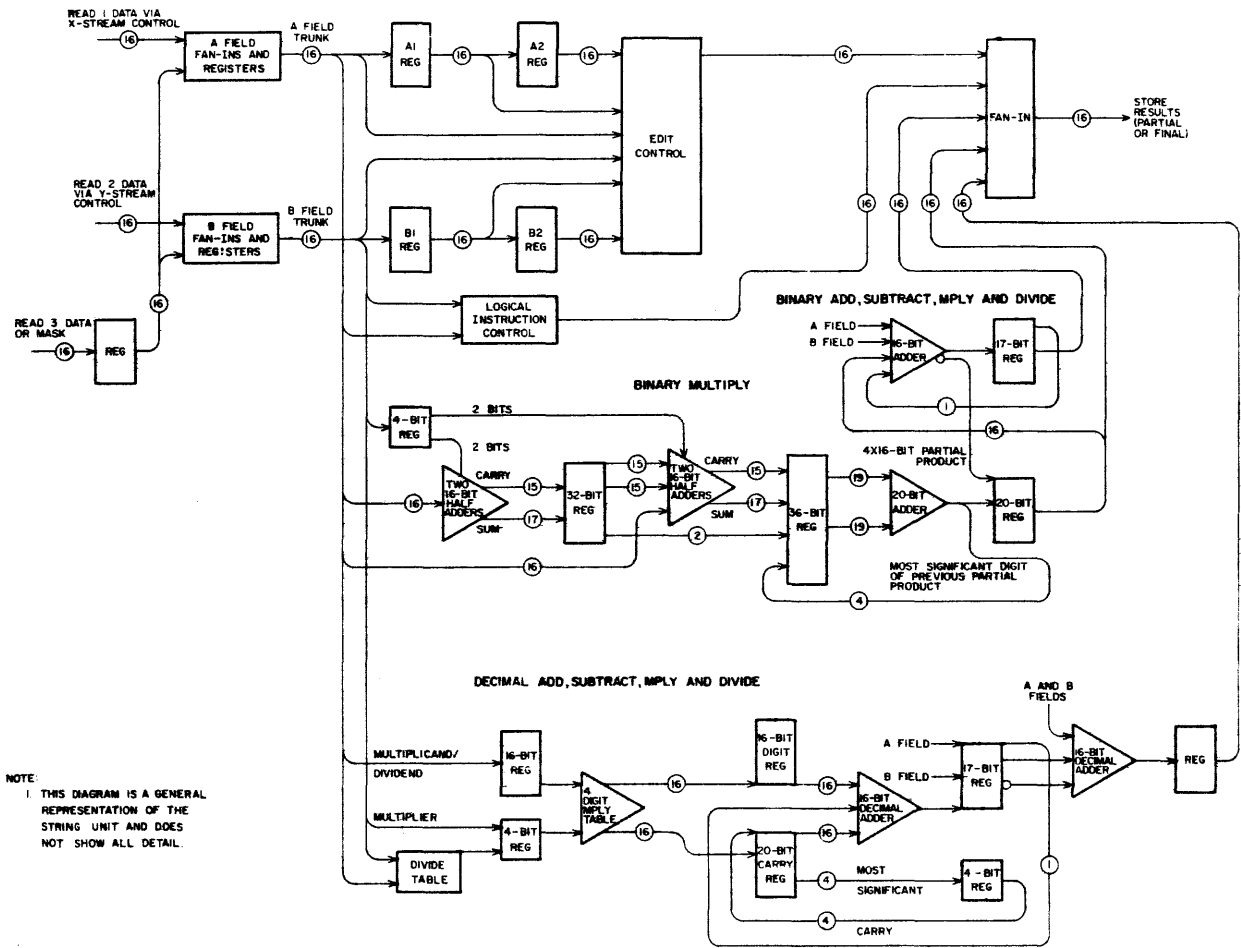 READ 1 DATA VIA
X-STREAM CONTROL
16
A FIELD
FAN-INS AND
REGISTERS
A FIELD
TRUNK
16
A1
REG
16
A2
REG
16
EDIT
CONTROL
16
FAN-IN
16
STORE
RESULTS
(PARTIAL
OR FINAL)
READ 2 DATA
VIA Y-STREAM
CONTROL
16
B FIELD
FAN-INS AND
REGISTERS
B FIELD
TRUNK
16
B1
REG
16
B2
REG
16
16
16
16
16
16
READ 3 DATA
OR MASK
16
REG
LOGICAL
INSTRUCTION
CONTROL
BINARY ADD, SUBTRACT, MPLY AND DIVIDE
A FIELD
B FIELD
16-BIT
ADDER
17-BIT
REG
1
16
BINARY MULTIPLY
4-BIT
REG
2 BITS
2 BITS
16
TWO
16-BIT
HALF
ADDERS
CARRY
15
SUM
17
32-BIT
REG
15
15
TWO
16-BIT
HALF
ADDERS
CARRY
15
SUM
17
2
16
36-BIT
REG
19
19
20-BIT
ADDER
4X16-BIT PARTIAL
PRODUCT
20-BIT
REG
MOST SIGNIFICANT DIGIT
OF PREVIOUS PARTIAL
PRODUCT
4
DECIMAL ADD, SUBTRACT, MPLY AND DIVIDE
MULTIPLICAND/
DIVIDEND
16-BIT
REG
MULTIPLIER
4-BIT
REG
DIVIDE
TABLE
4
DIGIT
MPLY
TABLE
16
16
16-BIT
DIGIT
REG
16
20-BIT
CARRY
REG
16
4
MOST
SIGNIFICANT
4-BIT
REG
4
CARRY
16-BIT
DECIMAL
ADDER
A FIELD
B FIELD
17-BIT
REG
1
A AND B
FIELDS
16-BIT
DECIMAL
ADDER
REG
NOTE:
1. THIS DIAGRAM IS A GENERAL
REPRESENTATION OF THE
STRING UNIT AND DOES
NOT SHOW ALL DETAIL.